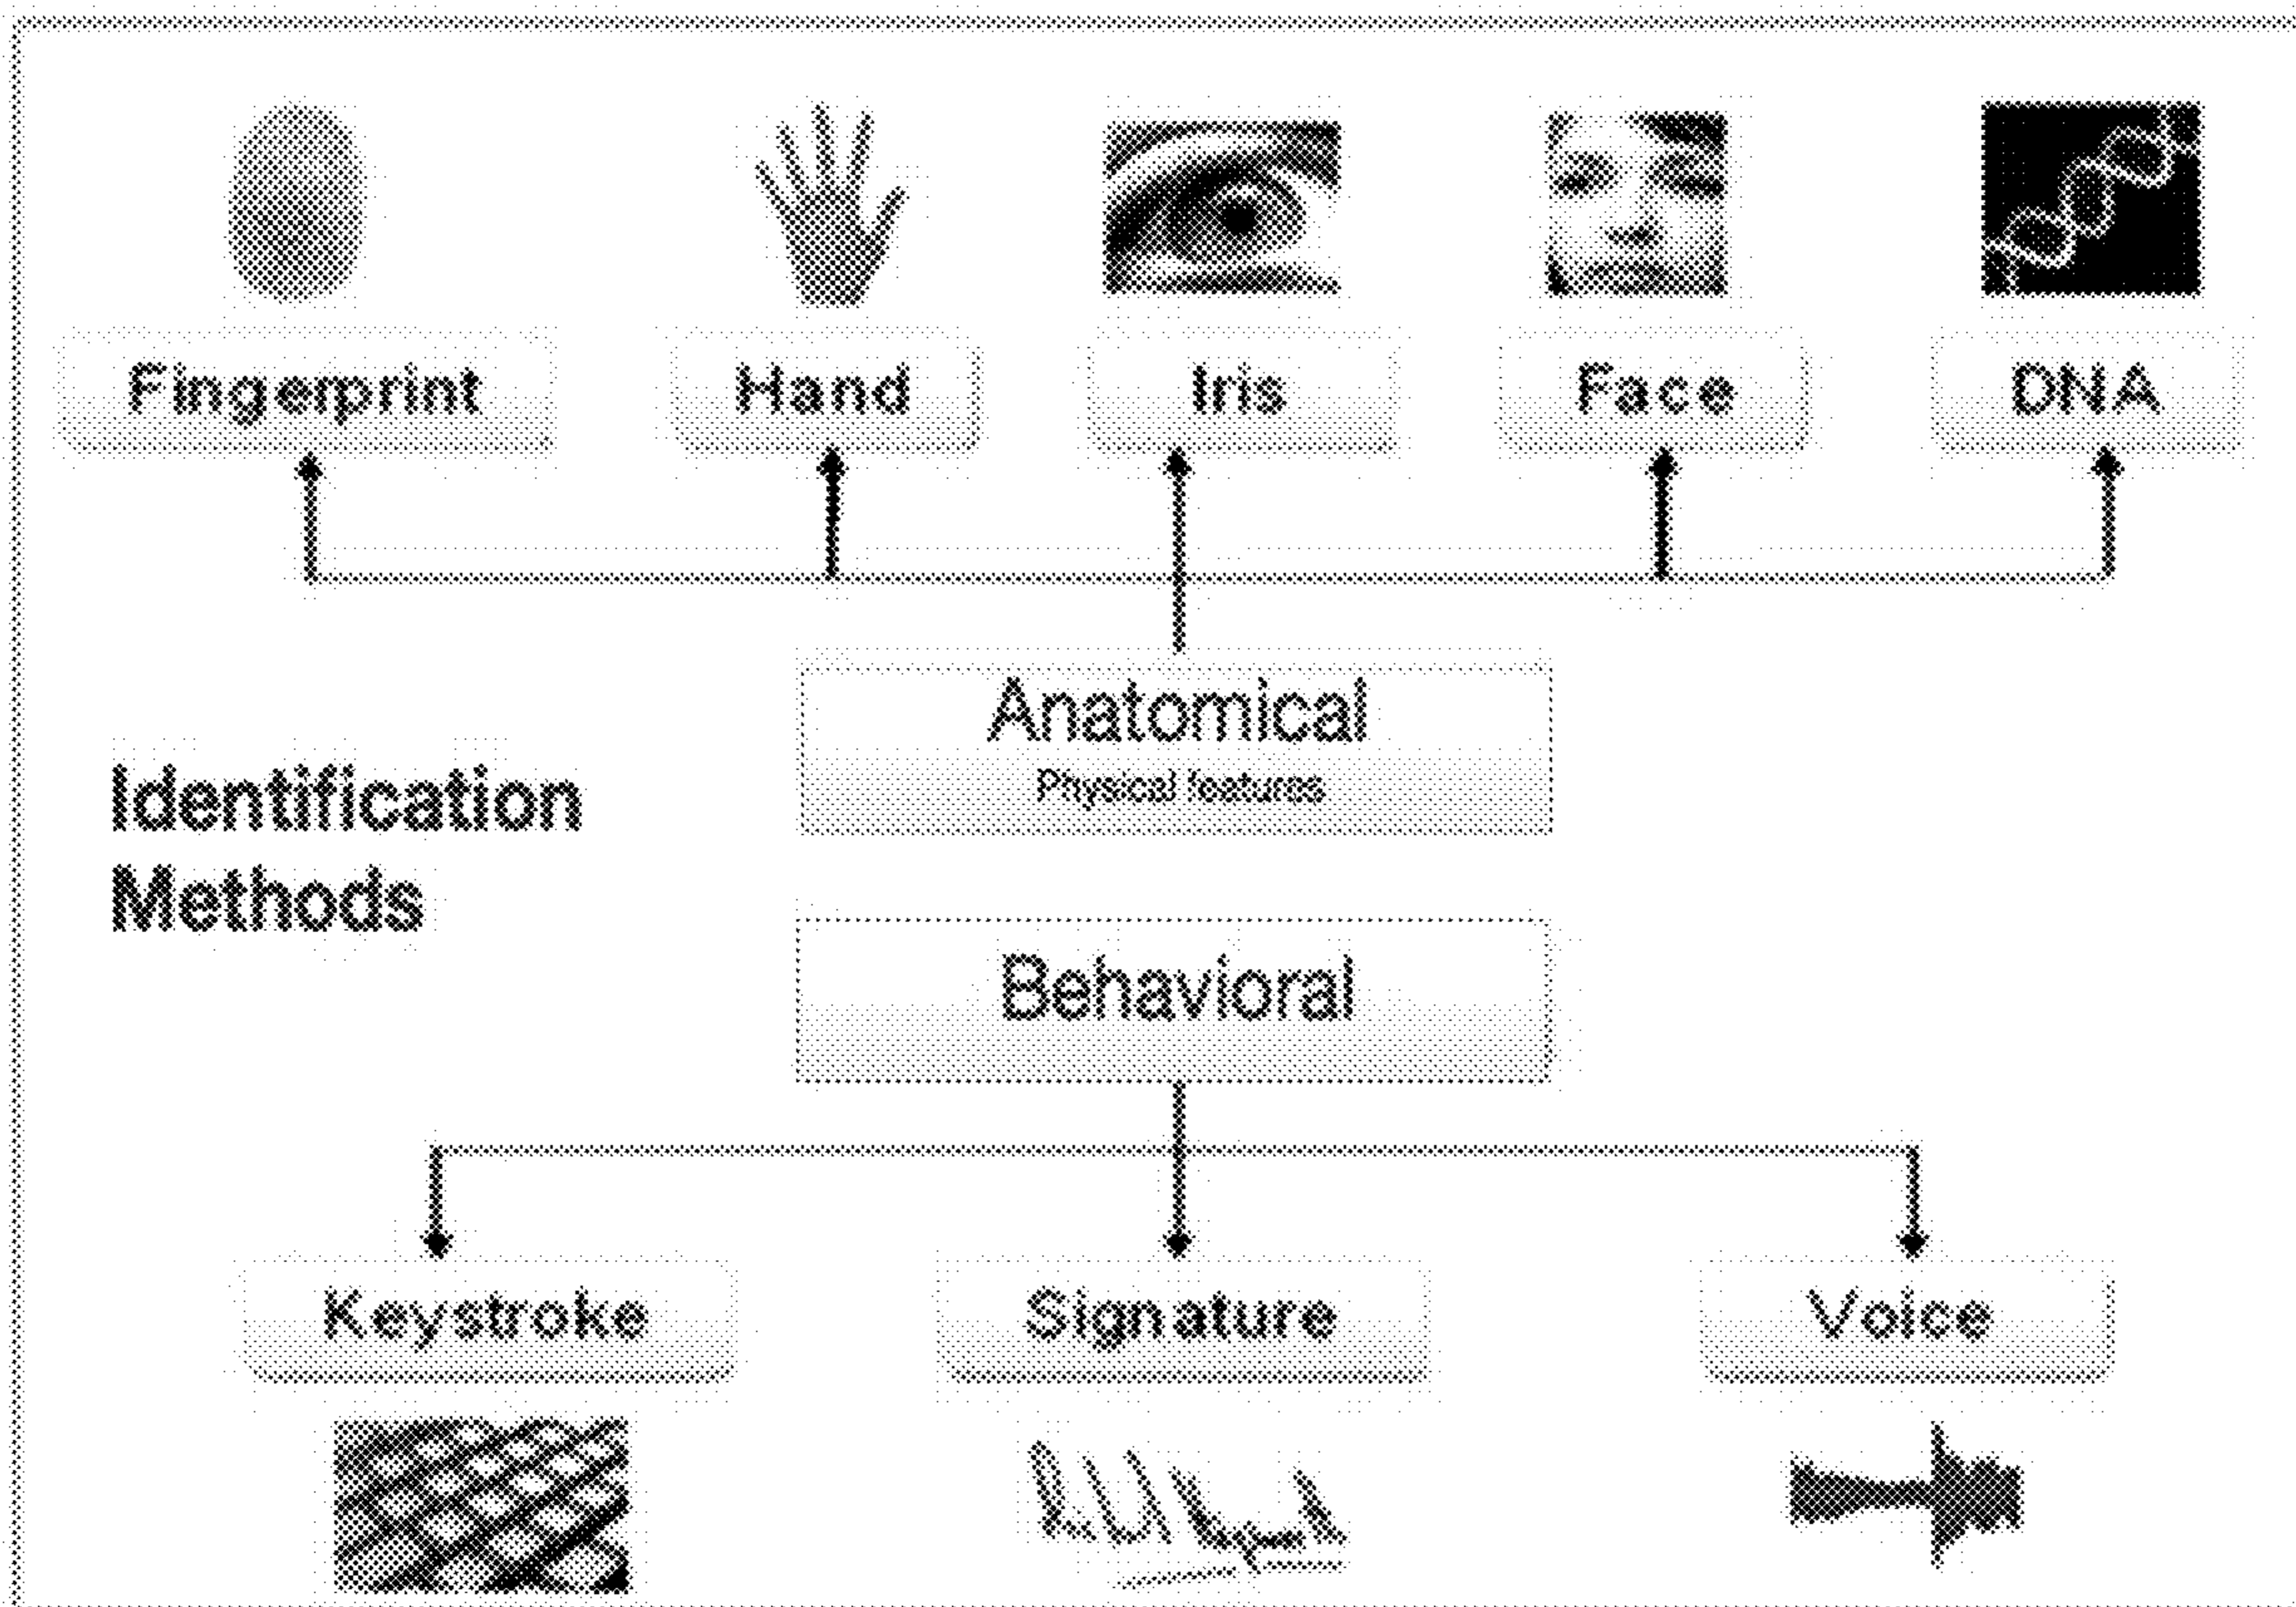 Fingerprint
Hand
Iris
Face
DNA
Anatomical
Physical features
Identification
Methods
Behavioral
Keystroke
Signature
Voice